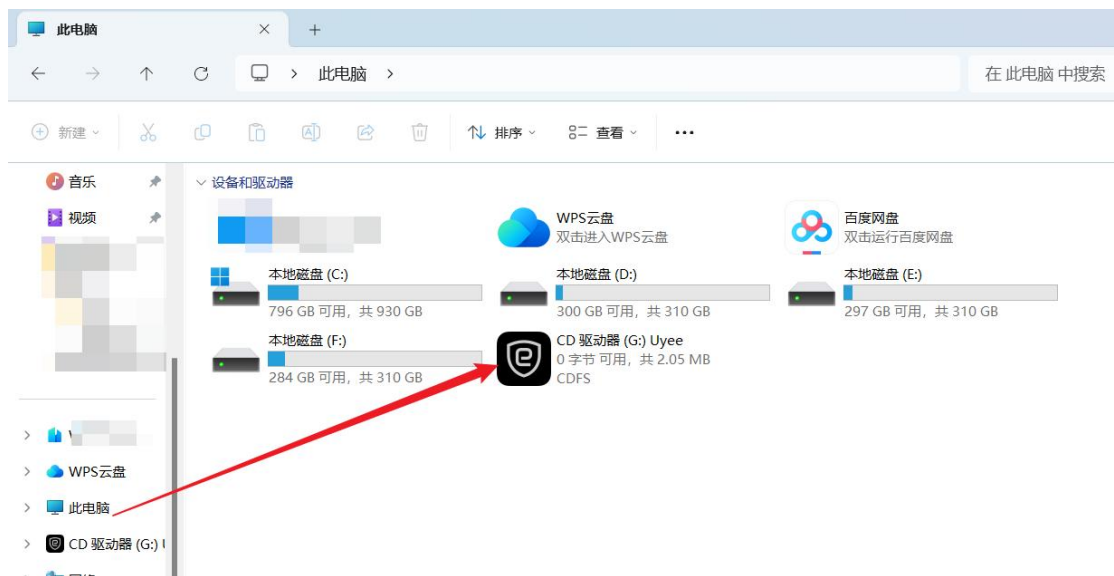 此电脑
此电脑
在 此电脑 中搜索
新建
排序
查看
音乐
视频
WPS云盘
此电脑
CD 驱动器 (G:)
设备和驱动器
WPS云盘
双击进入WPS云盘
百度网盘
双击运行百度网盘
本地磁盘 (C:)
796 GB 可用，共 930 GB
本地磁盘 (D:)
300 GB 可用，共 310 GB
本地磁盘 (E:)
297 GB 可用，共 310 GB
本地磁盘 (F:)
284 GB 可用，共 310 GB
CD 驱动器 (G:) Uyee
0 字节 可用，共 2.05 MB
CDFS